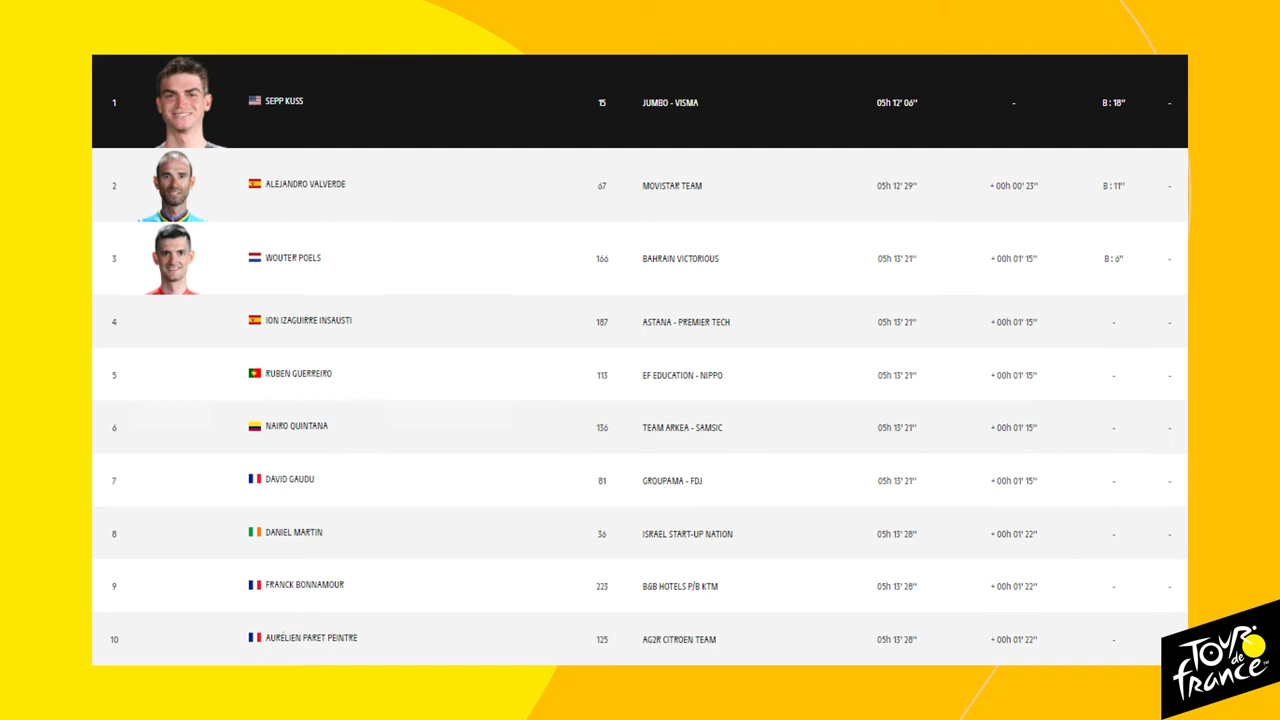 1 SEPP KUSS 15 JUMBO - VISMA 05h 12' 06'' - B : 18'' -
2 ALEJANDRO VALVERDE 67 MOVISTAR TEAM 05h 12' 29'' + 00h 00' 23'' B : 11'' -
3 WOUTER POELS 166 BAHRAIN VICTORIOUS 05h 13' 21'' + 00h 01' 15'' B : 6'' -
4 ION IZAGUIRRE INSAUSTI 187 ASTANA - PREMIER TECH 05h 13' 21'' + 00h 01' 15'' - -
5 RUBEN GUERREIRO 113 EF EDUCATION - NIPPO 05h 13' 21'' + 00h 01' 15'' - -
6 NAIRO QUINTANA 136 TEAM ARKEA - SAMSIC 05h 13' 21'' + 00h 01' 15'' - -
7 DAVID GAUDU 81 GROUPAMA - FDJ 05h 13' 21'' + 00h 01' 15'' - -
8 DANIEL MARTIN 36 ISRAEL START-UP NATION 05h 13' 28'' + 00h 01' 22'' - -
9 FRANCK BONNAMOUR 223 B&B HOTELS P/B KTM 05h 13' 28'' + 00h 01' 22'' - -
10 AURÉLIEN PARET PEINTRE 125 AG2R CITROEN TEAM 05h 13' 28'' + 00h 01' 22'' -
TOUR
de
france™